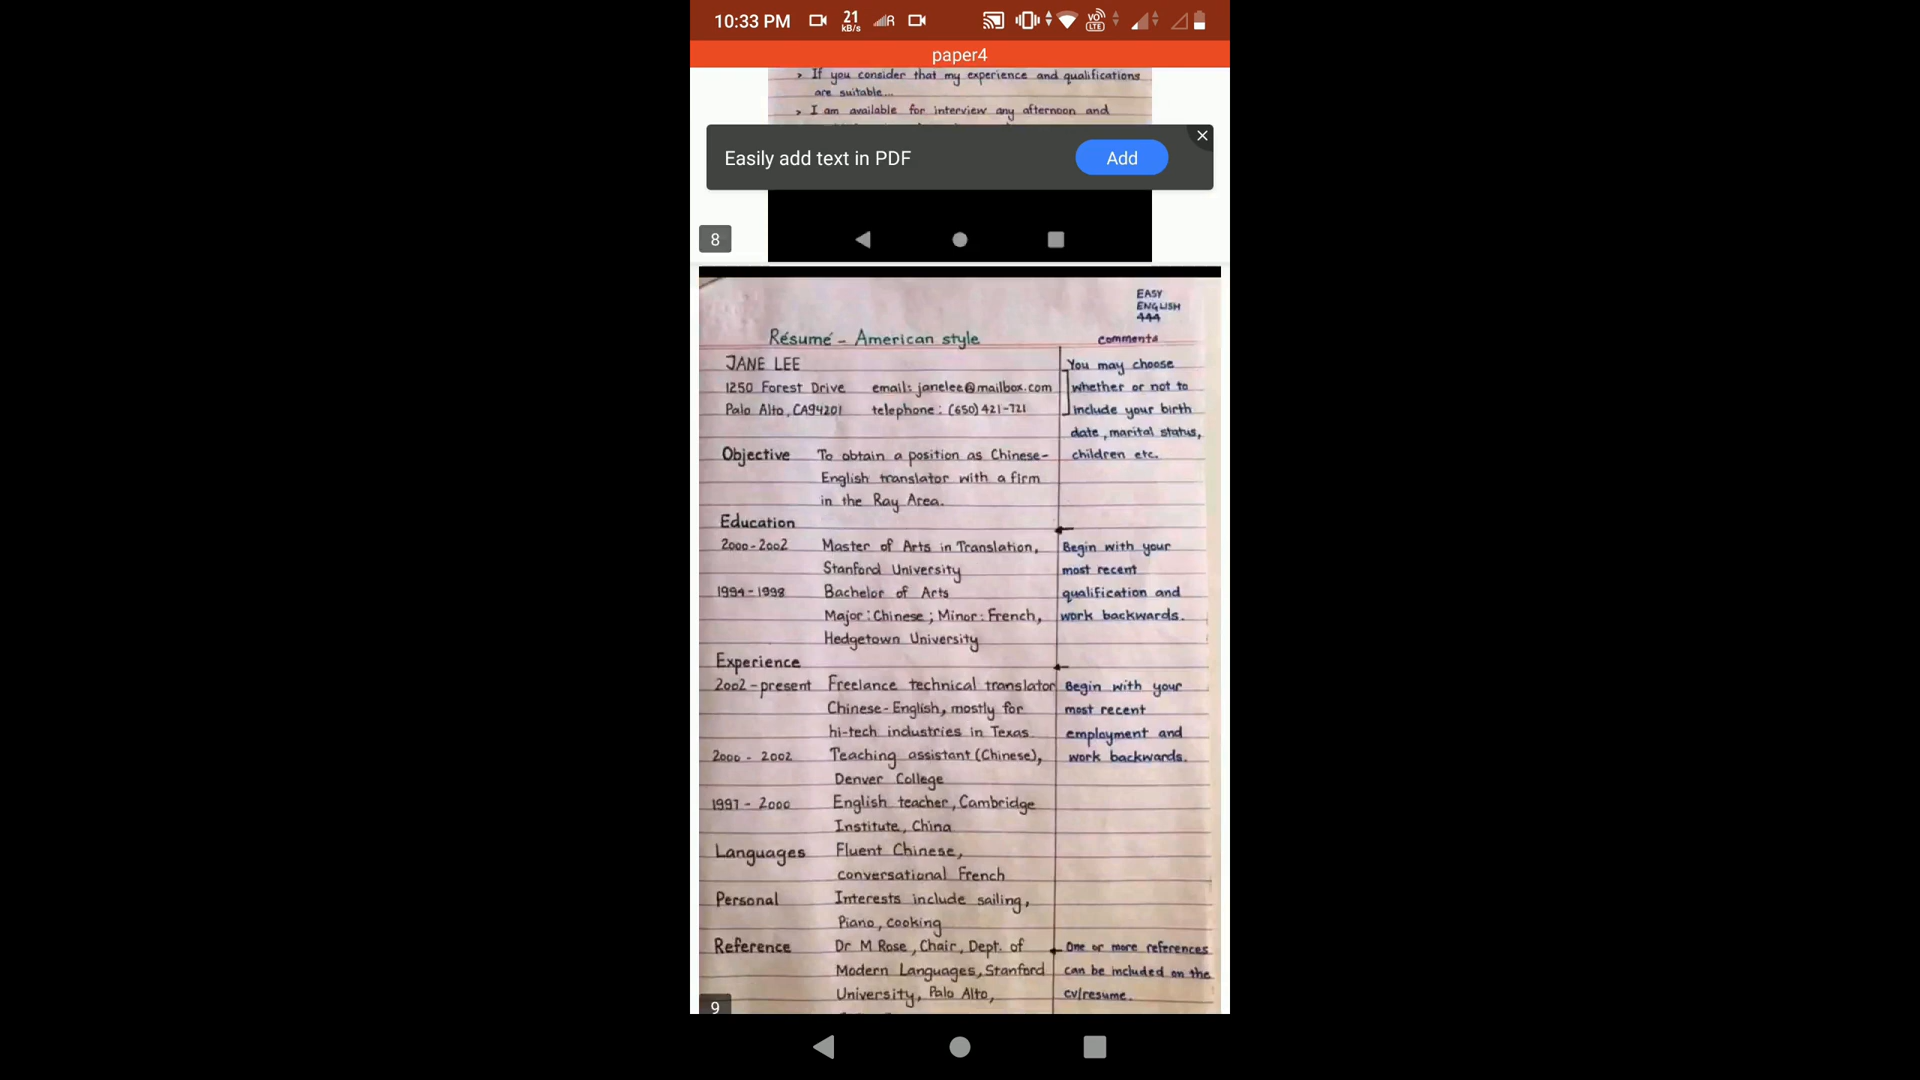 10:33 PM
21
kB/s
R
VO
LTE
paper4
> If you consider that my experience and qualifications
are suitable...
> I am available for interview any afternoon and
Easily add text in PDF
Add
8
EASY
ENGLISH
444
Résumé - American style
comments
JANE LEE
You may choose
1250 Forest Drive emails: janelee@mailbox.com
whether or not to
Palo Alto, CA94201 telephone: (650) 421-721
include your birth
date, marital status,
Objective To obtain a position as Chinese-
children etc.
English translator with a firm
in the Ray Area.
Education
2000-2002 Master of Arts in Translation,
Begin with your
Stanford University
most recent
1994-1998 Bachelor of Arts
qualification and
Major: Chinese; Minor: French,
work backwards.
Hedgetown University
Experience
2002-present Freelance technical translator
Begin with your
Chinese-English, mostly for
most recent
hi-tech industries in Texas
employment and
2000 - 2002 Teaching assistant (Chinese),
work backwards.
Denver College
1997 - 2000 English teacher, Cambridge
Institute, China
Languages Fluent Chinese,
conversational French
Personal Interests include sailing,
Piano, cooking
Reference Dr M Rose, Chair, Dept. of
One or more references
Modern Languages, Stanford
can be included on the
University, Palo Alto,
cv/resume.
9